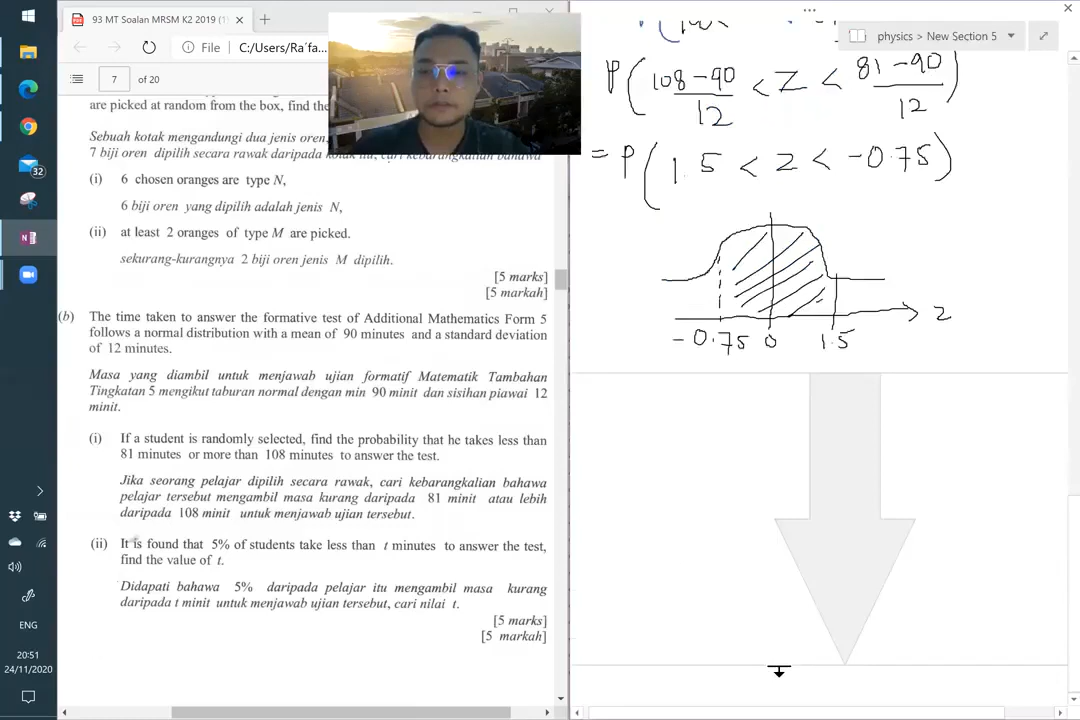 93 MT Soalan MRSM K2 2019 (1)
File C:/Users/Ra'fa...
7 of 20
physics > New Section 5
are picked at random from the box, find the
Sebuah kotak mengandungi dua jenis oren.
7 biji oren dipilih secara rawak daripada kotak itu, cari kebarangkalian bahawa
(i) 6 chosen oranges are type N,
6 biji oren yang dipilih adalah jenis N,
(ii) at least 2 oranges of type M are picked.
sekurang-kurangnya 2 biji oren jenis M dipilih.
[5 marks]
[5 markah]
(b) The time taken to answer the formative test of Additional Mathematics Form 5
follows a normal distribution with a mean of 90 minutes and a standard deviation
of 12 minutes.
Masa yang diambil untuk menjawab ujian formatif Matematik Tambahan
Tingkatan 5 mengikut taburan normal dengan min 90 minit dan sisihan piawai 12
minit.
(i) If a student is randomly selected, find the probability that he takes less than
81 minutes or more than 108 minutes to answer the test.
Jika seorang pelajar dipilih secara rawak, cari kebarangkalian bahawa
pelajar tersebut mengambil masa kurang daripada 81 minit atau lebih
daripada 108 minit untuk menjawab ujian tersebut.
(ii) It is found that 5% of students take less than t minutes to answer the test,
find the value of t.
Didapati bahawa 5% daripada pelajar itu mengambil masa kurang
daripada t minit untuk menjawab ujian tersebut, cari nilai t.
[5 marks]
[5 markah]
P(108-90/12 < Z < 81-90/12)
= P(1.5 < Z < -0.75)
-0.75 0 1.5 Z
32
ENG
20:51
24/11/2020